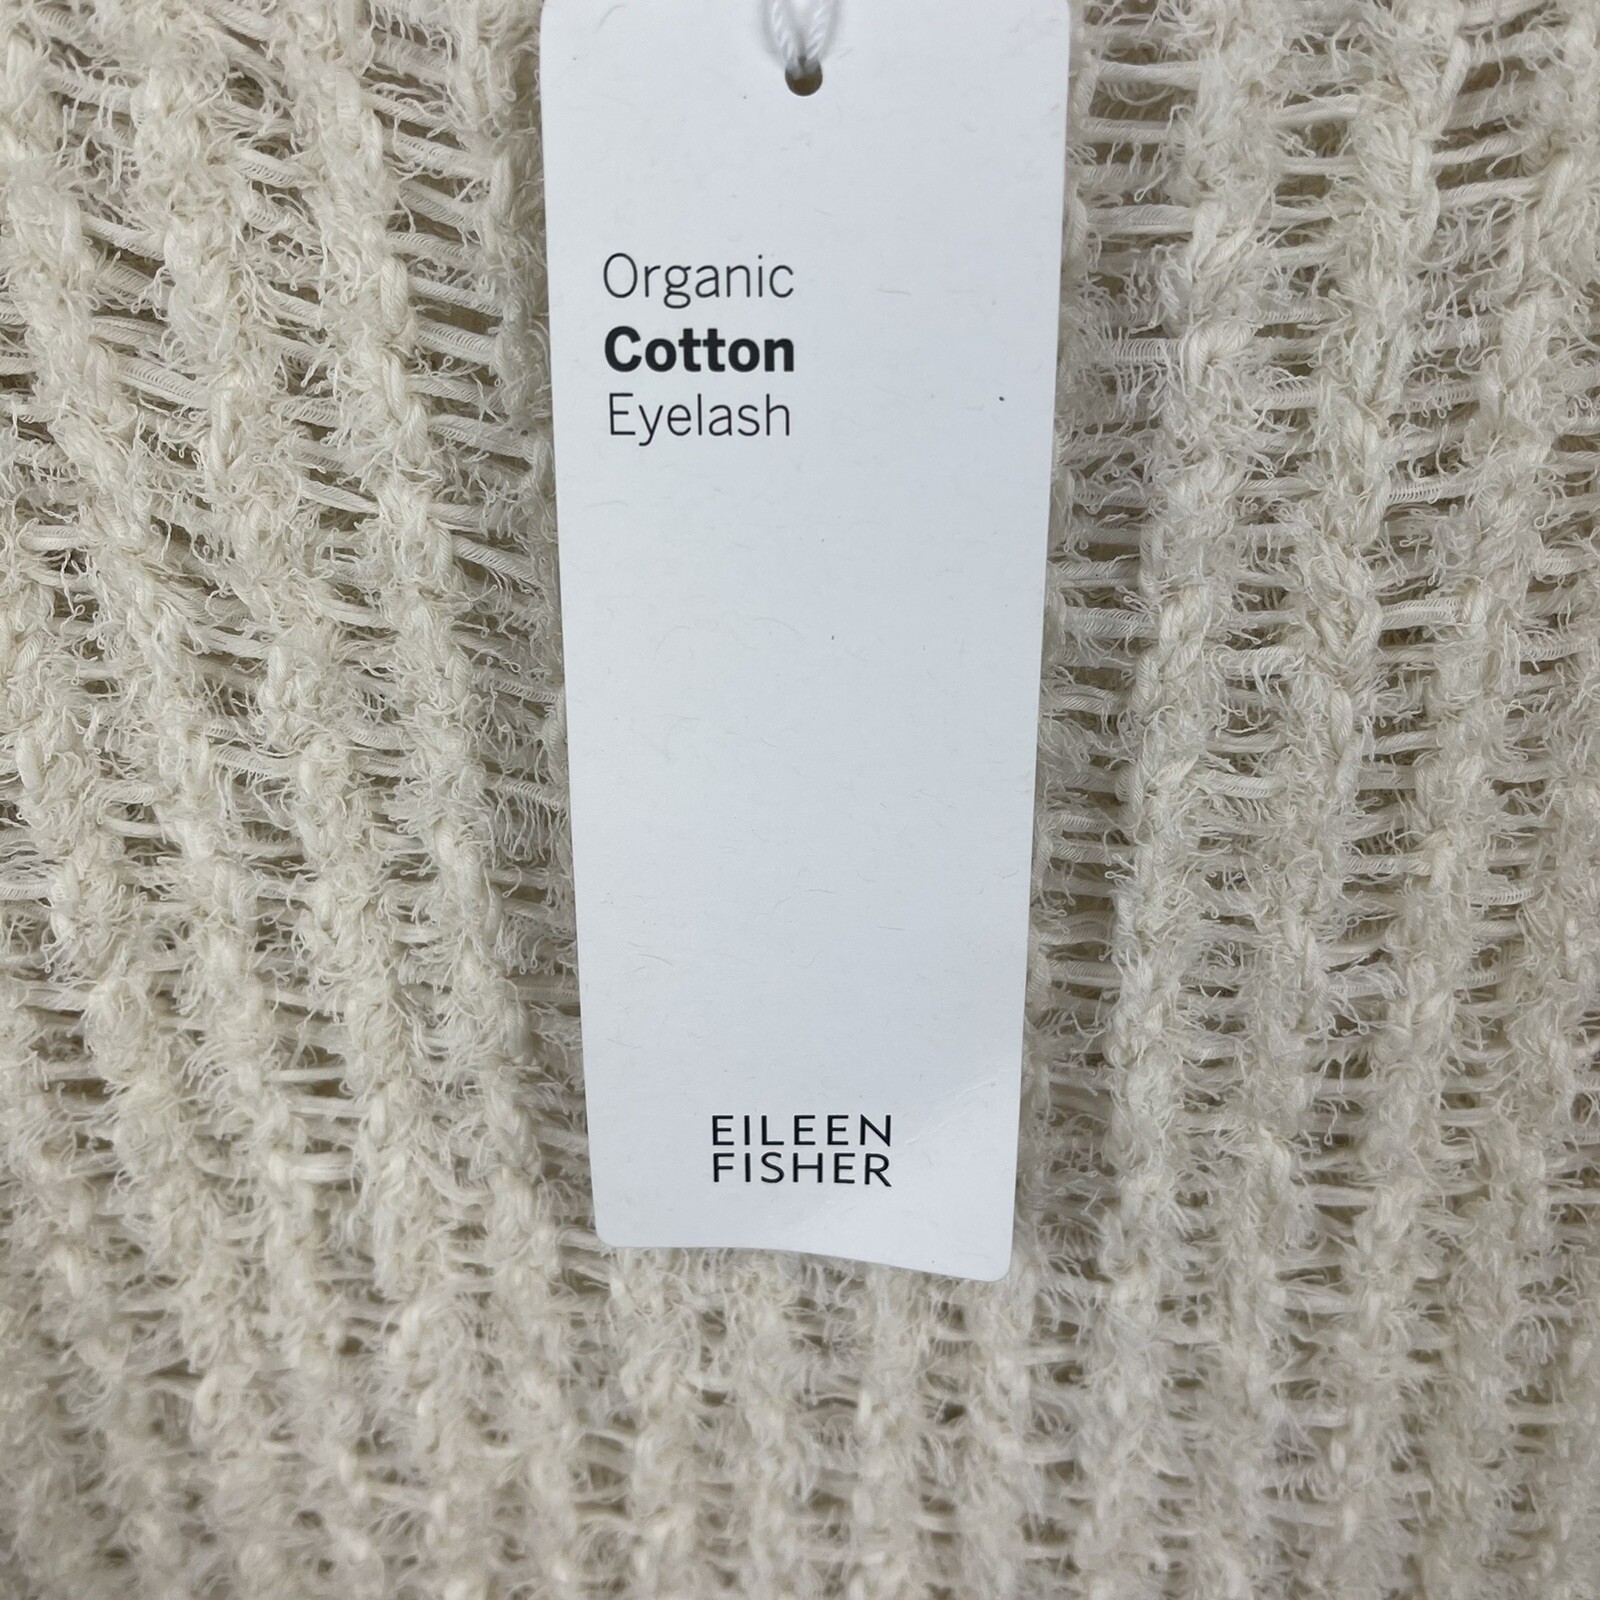 Organic
Cotton
Eyelash
EILEEN
FISHER